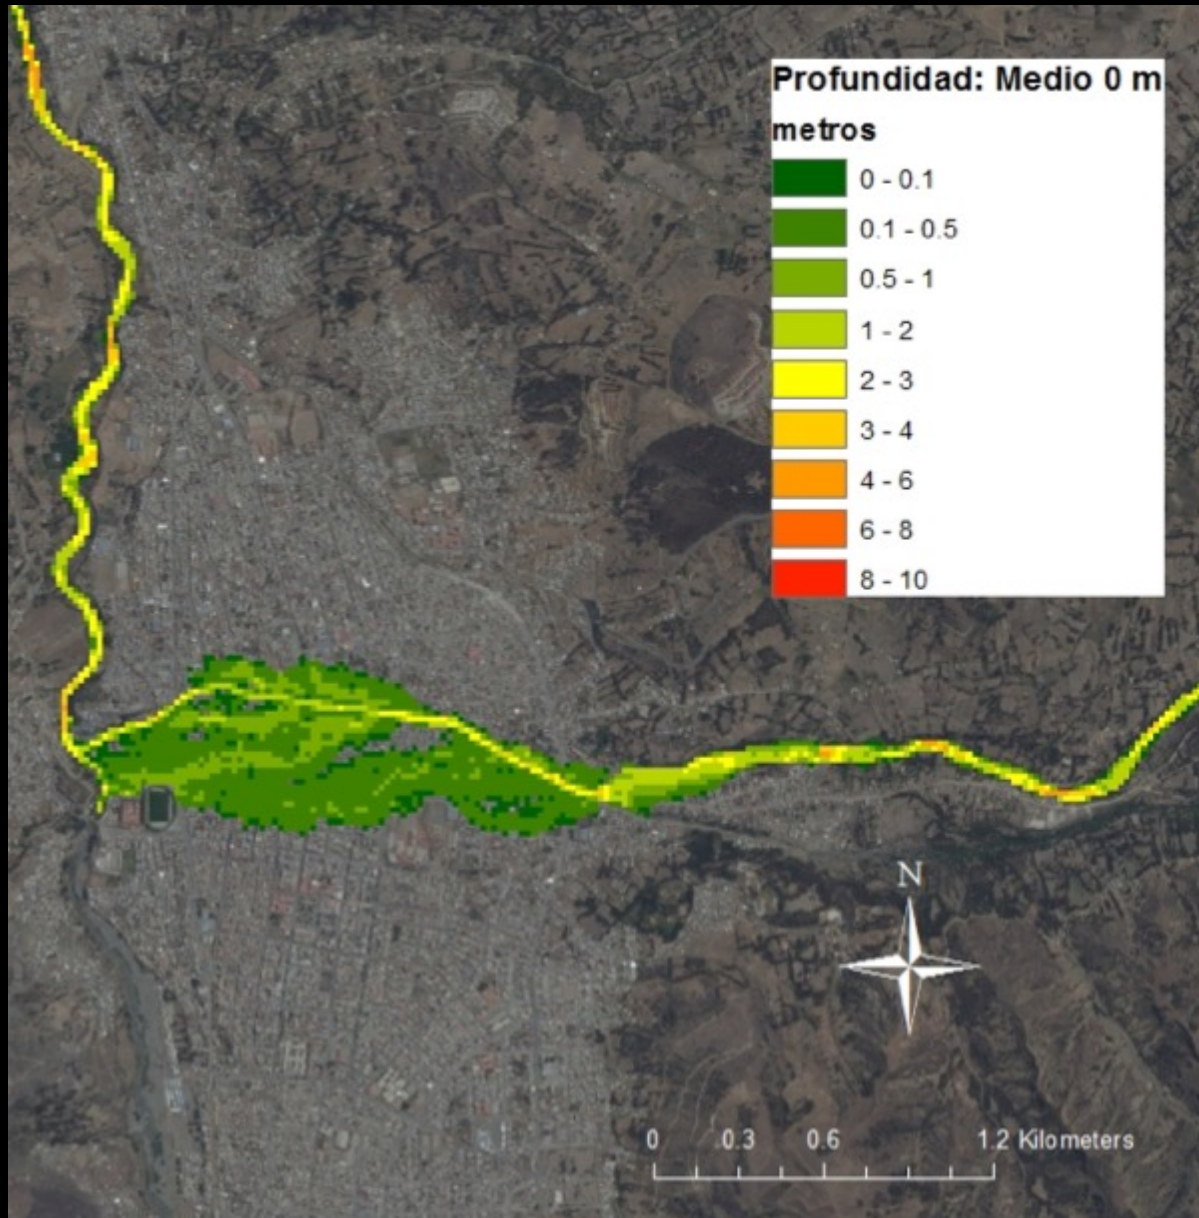 Profundidad: Medio 0 m
metros
0 - 0.1
0.1 - 0.5
0.5 - 1
1 - 2
2 - 3
3 - 4
4 - 6
6 - 8
8 - 10
N
0 0.3 0.6 1.2 Kilometers